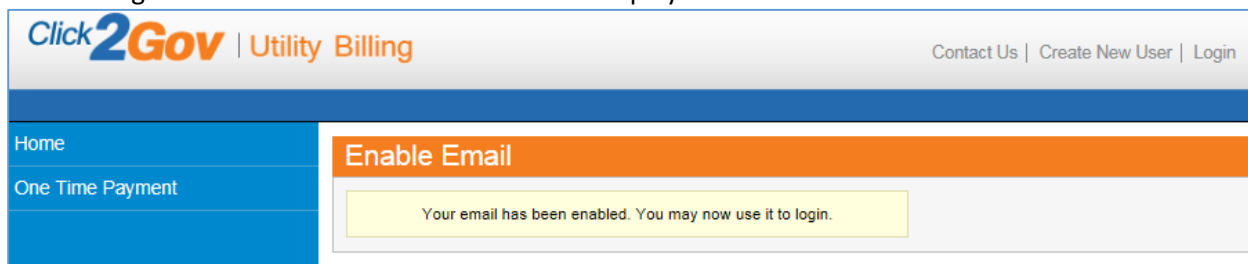 Click2Gov | Utility Billing
Contact Us | Create New User | Login
Home
One Time Payment
Enable Email
Your email has been enabled. You may now use it to login.